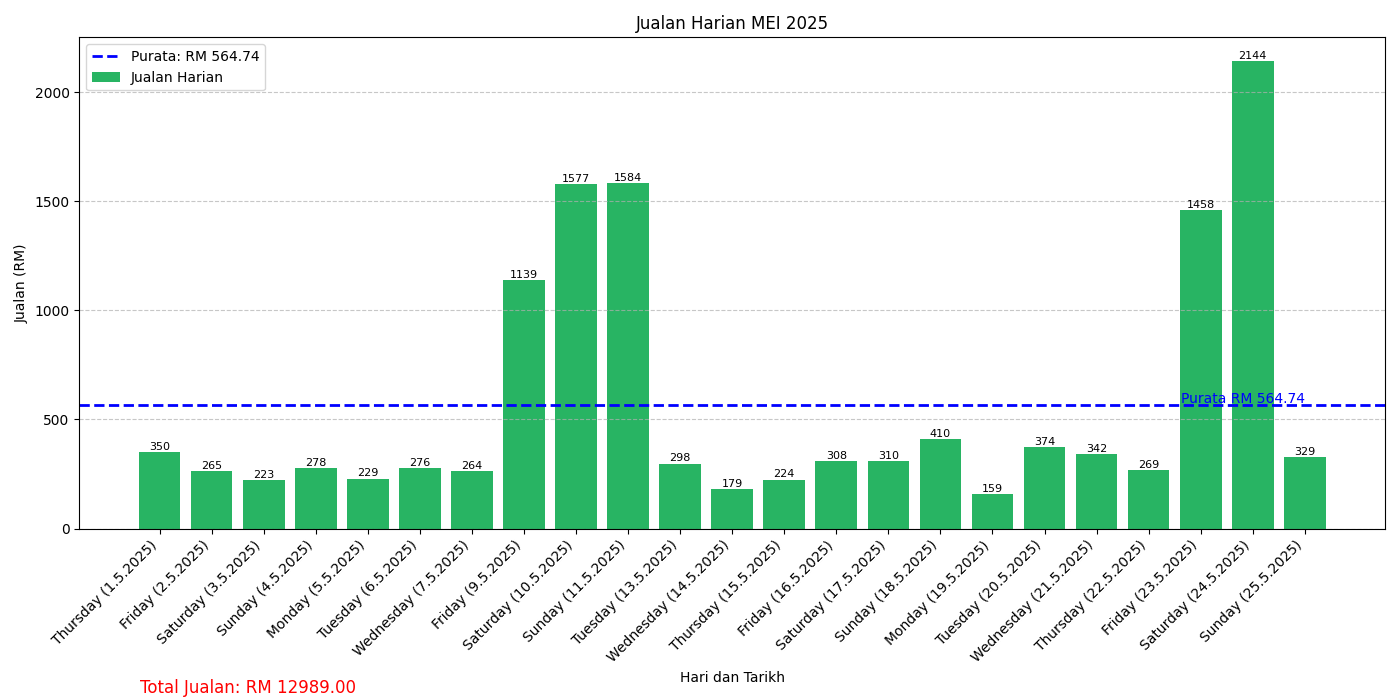 Jualan Harian MEI 2025
Purata: RM 564.74
Jualan Harian
Jualan (RM)
2000
1500
1000
500
0
350
265
223
278
229
276
264
1139
1577
1584
298
179
224
308
310
410
159
374
342
269
1458
2144
329
Purata RM 564.74
Thursday (1.5.2025)
Friday (2.5.2025)
Saturday (3.5.2025)
Sunday (4.5.2025)
Monday (5.5.2025)
Tuesday (6.5.2025)
Wednesday (7.5.2025)
Friday (9.5.2025)
Saturday (10.5.2025)
Sunday (11.5.2025)
Tuesday (13.5.2025)
Wednesday (14.5.2025)
Thursday (15.5.2025)
Friday (16.5.2025)
Saturday (17.5.2025)
Sunday (18.5.2025)
Monday (19.5.2025)
Tuesday (20.5.2025)
Wednesday (21.5.2025)
Thursday (22.5.2025)
Friday (23.5.2025)
Saturday (24.5.2025)
Sunday (25.5.2025)
Hari dan Tarikh
Total Jualan: RM 12989.00